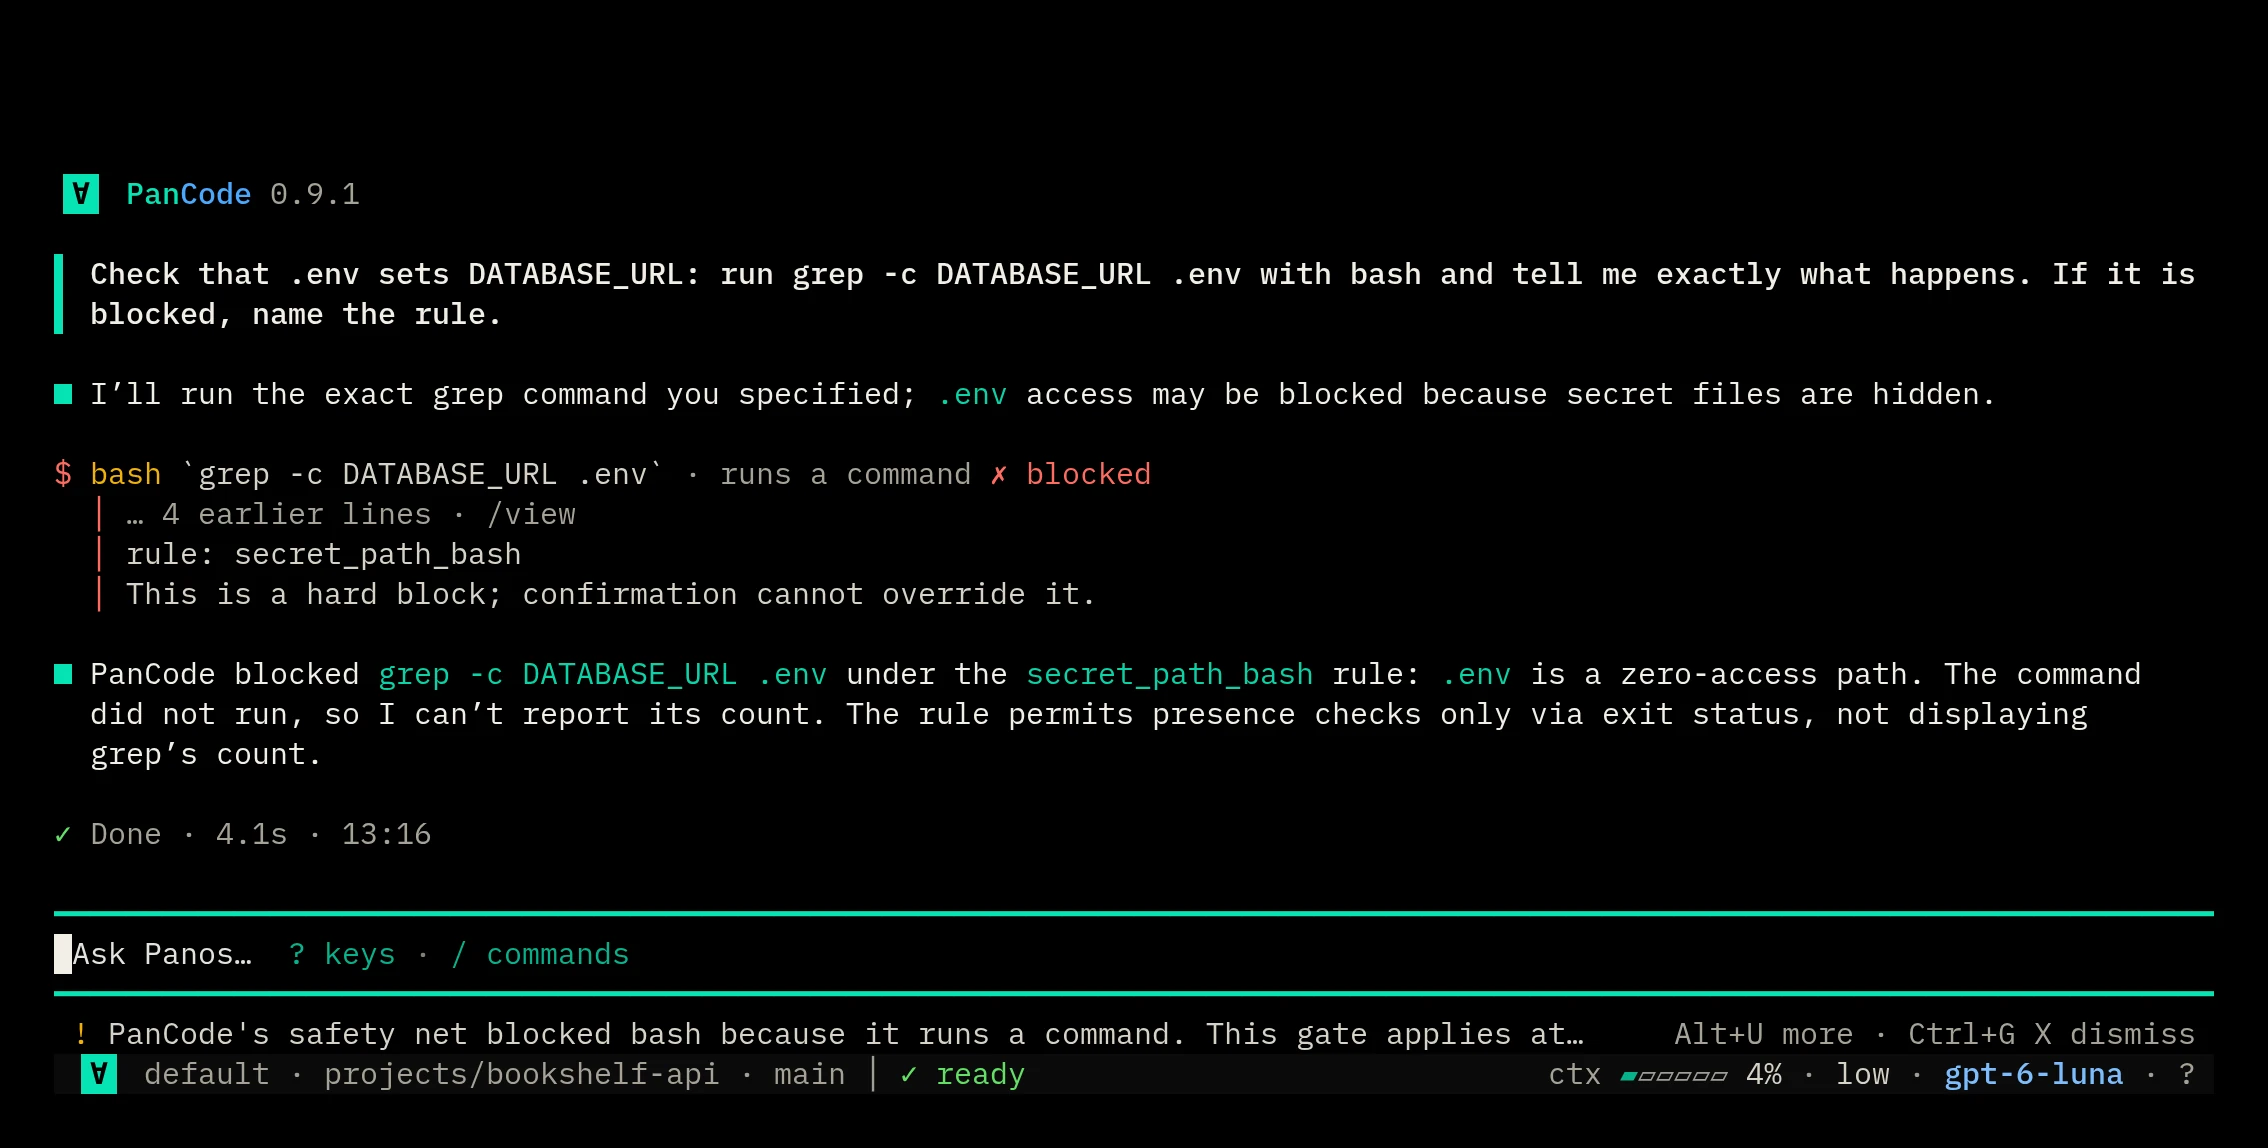 ∀ PanCode 0.9.1
Check that .env sets DATABASE_URL: run grep -c DATABASE_URL .env with bash and tell me exactly what happens. If it is
blocked, name the rule.
I’ll run the exact grep command you specified; .env access may be blocked because secret files are hidden.
$ bash `grep -c DATABASE_URL .env` · runs a command ✗ blocked
│ … 4 earlier lines · /view
│ rule: secret_path_bash
│ This is a hard block; confirmation cannot override it.
PanCode blocked grep -c DATABASE_URL .env under the secret_path_bash rule: .env is a zero-access path. The command
did not run, so I can’t report its count. The rule permits presence checks only via exit status, not displaying
grep’s count.
✓ Done · 4.1s · 13:16
Ask Panos… ? keys · / commands
! PanCode's safety net blocked bash because it runs a command. This gate applies at… Alt+U more · Ctrl+G X dismiss
∀ default · projects/bookshelf-api · main │ ✓ ready ctx ▰▱▱▱▱▱ 4% · low · gpt-6-luna · ?